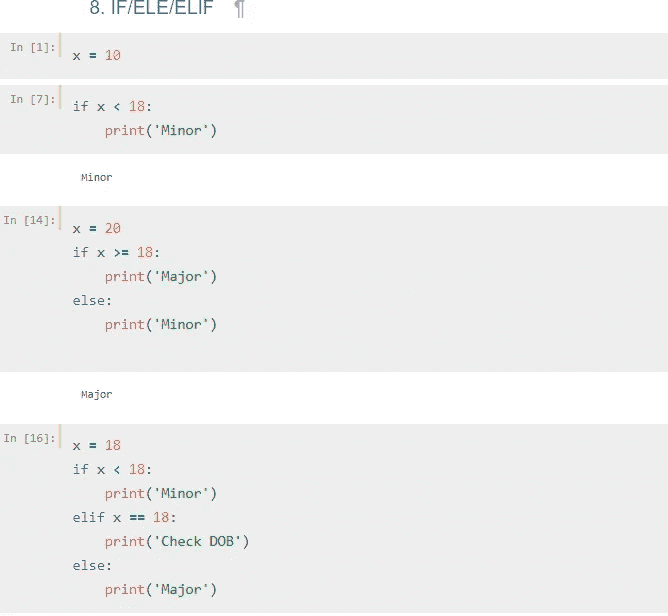 8. IF/ELE/ELIF ¶
In [1]:
x = 10
In [7]:
if x < 18:
    print('Minor')
Minor
In [14]:
x = 20
if x >= 18:
    print('Major')
else:
    print('Minor')
Major
In [16]:
x = 18
if x < 18:
    print('Minor')
elif x == 18:
    print('Check DOB')
else:
    print('Major')